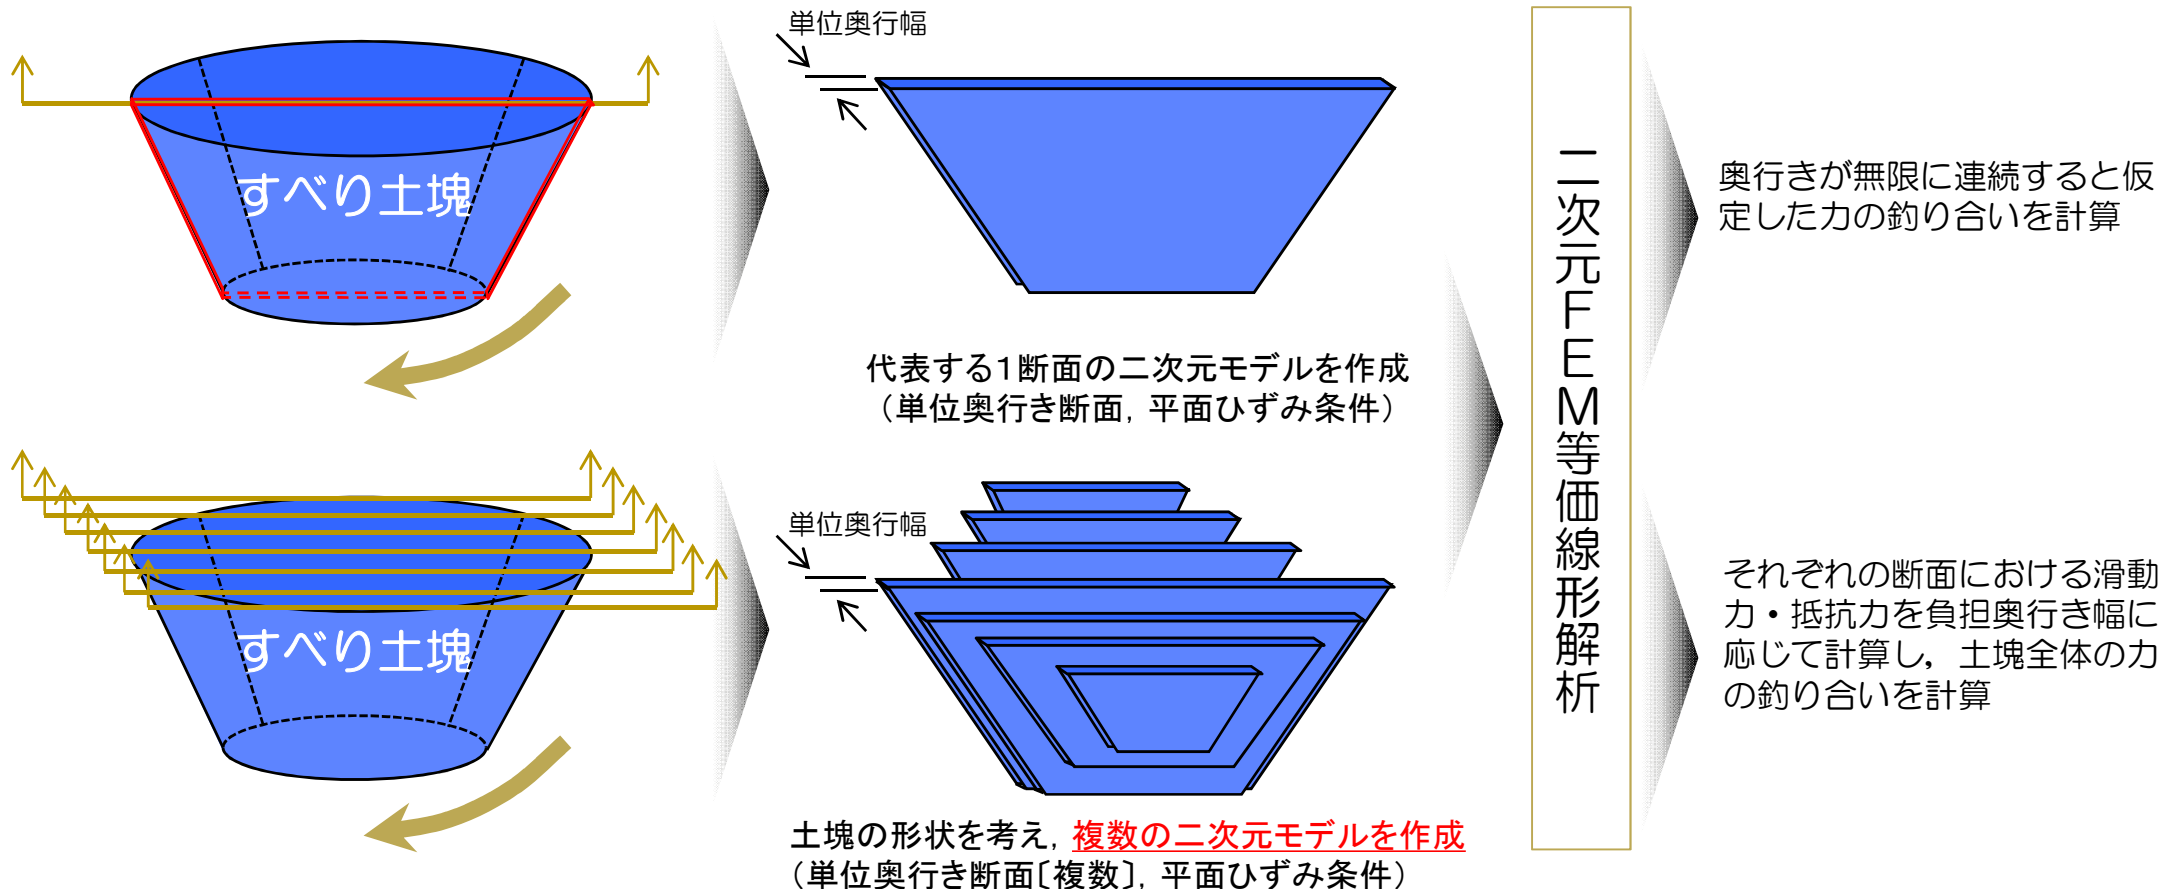 単位奥行幅
すべり土塊
代表する1断面の二次元モデルを作成
（単位奥行き断面，平面ひずみ条件）
単位奥行幅
すべり土塊
土塊の形状を考え，複数の二次元モデルを作成
（単位奥行き断面〔複数〕，平面ひずみ条件）
二次元ＦＥＭ等価線形解析
奥行きが無限に連続すると仮
定した力の釣り合いを計算
それぞれの断面における滑動
力・抵抗力を負担奥行き幅に
応じて計算し，土塊全体の力
の釣り合いを計算